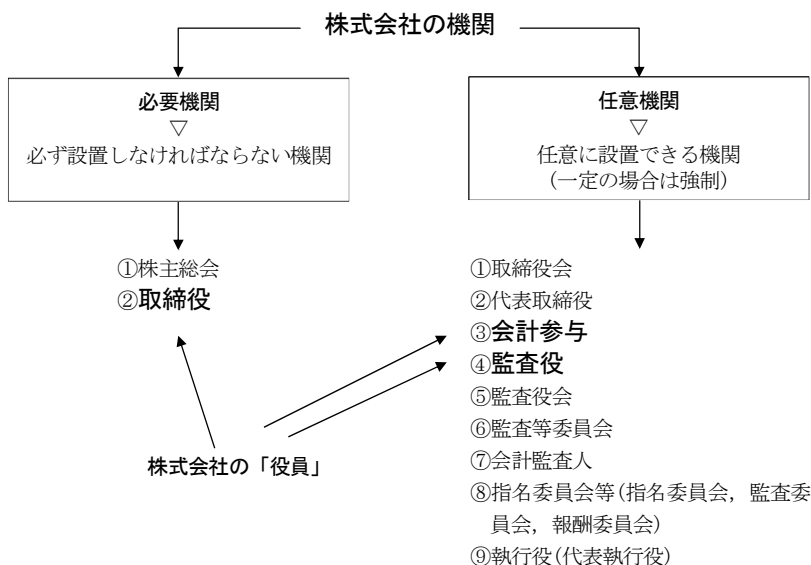 株式会社の機関
必要機関
▽
必ず設置しなければならない機関
任意機関
▽
任意に設置できる機関
(一定の場合は強制)
①株主総会
②取締役
株式会社の「役員」
①取締役会
②代表取締役
③会計参与
④監査役
⑤監査役会
⑥監査等委員会
⑦会計監査人
⑧指名委員会等(指名委員会，監査委
員会，報酬委員会)
⑨執行役(代表執行役)